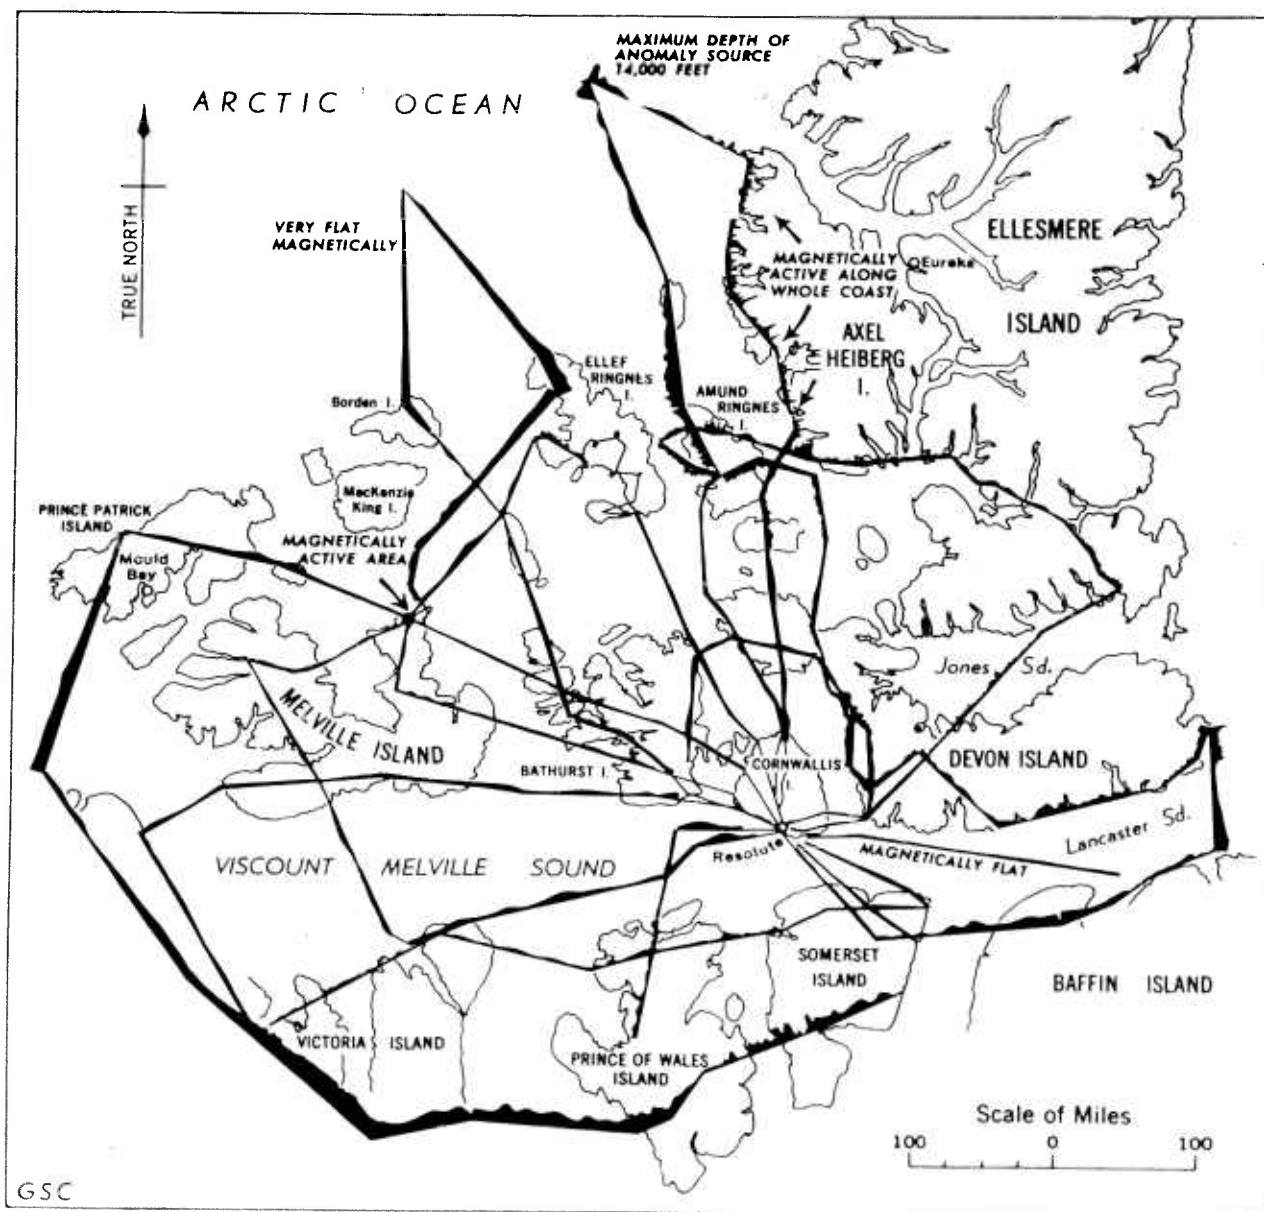 MAXIMUM DEPTH OF
ANOMALY SOURCE
14,000 FEET
ARCTIC OCEAN
TRUE NORTH
VERY FLAT
MAGNETICALLY
ELLESMERE
ISLAND
Eureka
MAGNETICALLY
ACTIVE ALONG
WHOLE COAST
AXEL
HEIBERG
I.
ELLEF
RINGNES
I.
AMUND
RINGNES
I.
Borden I.
MacKenzie
King I.
PRINCE PATRICK
ISLAND
Mould
Bay
MAGNETICALLY
ACTIVE AREA
Jones Sd.
MELVILLE ISLAND
BATHURST I.
CORNWALLIS
I.
DEVON ISLAND
Lancaster Sd.
Resolute
MAGNETICALLY FLAT
VISCOUNT MELVILLE SOUND
SOMERSET
ISLAND
BAFFIN ISLAND
VICTORIA ISLAND
PRINCE OF WALES
ISLAND
Scale of Miles
100 0 100
GSC